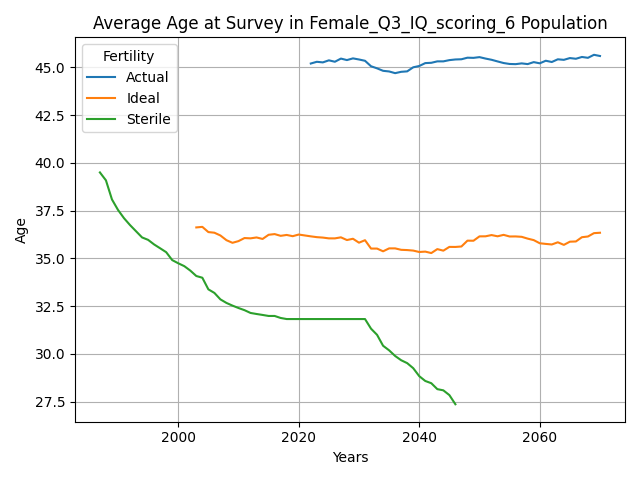 Average Age at Survey in Female_Q3_IQ_scoring_6 Population
Fertility
Actual
Ideal
Sterile
Age
45.0
42.5
40.0
37.5
35.0
32.5
30.0
27.5
2000
2020
2040
2060
Years